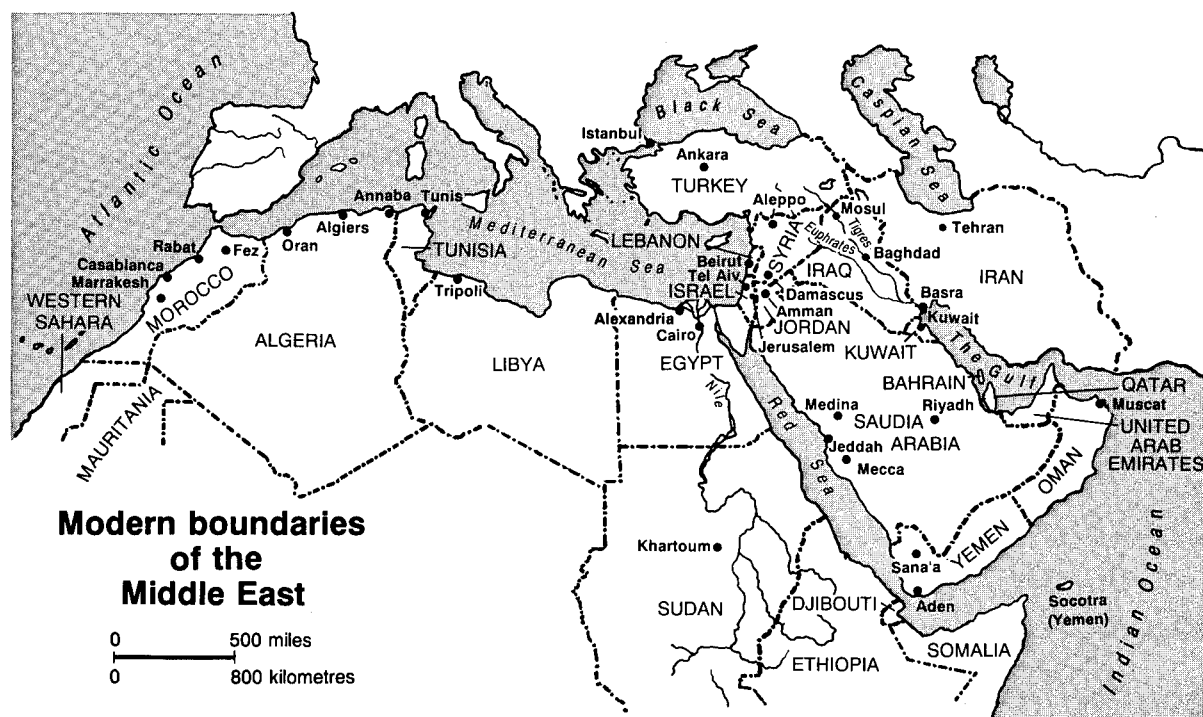 Atlantic Ocean
Black Sea
Caspian Sea
Istanbul
Ankara
TURKEY
Annaba
Tunis
Algiers
Oran
Aleppo
Mosul
Tehran
Rabat
Fez
TUNISIA
Mediterranean Sea
LEBANON
SYRIA
Euphrates
Tigres
Baghdad
Casablanca
Marrakesh
MOROCCO
Beirut
Tel Aiv
ISRAEL
IRAQ
IRAN
WESTERN
SAHARA
Tripoli
Damascus
Basra
Alexandria
Amman
Kuwait
Cairo
JORDAN
ALGERIA
Jerusalem
KUWAIT
The Gulf
LIBYA
EGYPT
Nile
BAHRAIN
QATAR
MAURITANIA
Red Sea
Medina
Riyadh
Muscat
SAUDIA
ARABIA
UNITED
ARAB
EMIRATES
Jeddah
Mecca
OMAN
Modern boundaries
of the
Middle East
Khartoum
Sana'a
YEMEN
SUDAN
DJIBOUTI
Aden
Socotra
(Yemen)
Indian Ocean
0 500 miles
0 800 kilometres
ETHIOPIA
SOMALIA